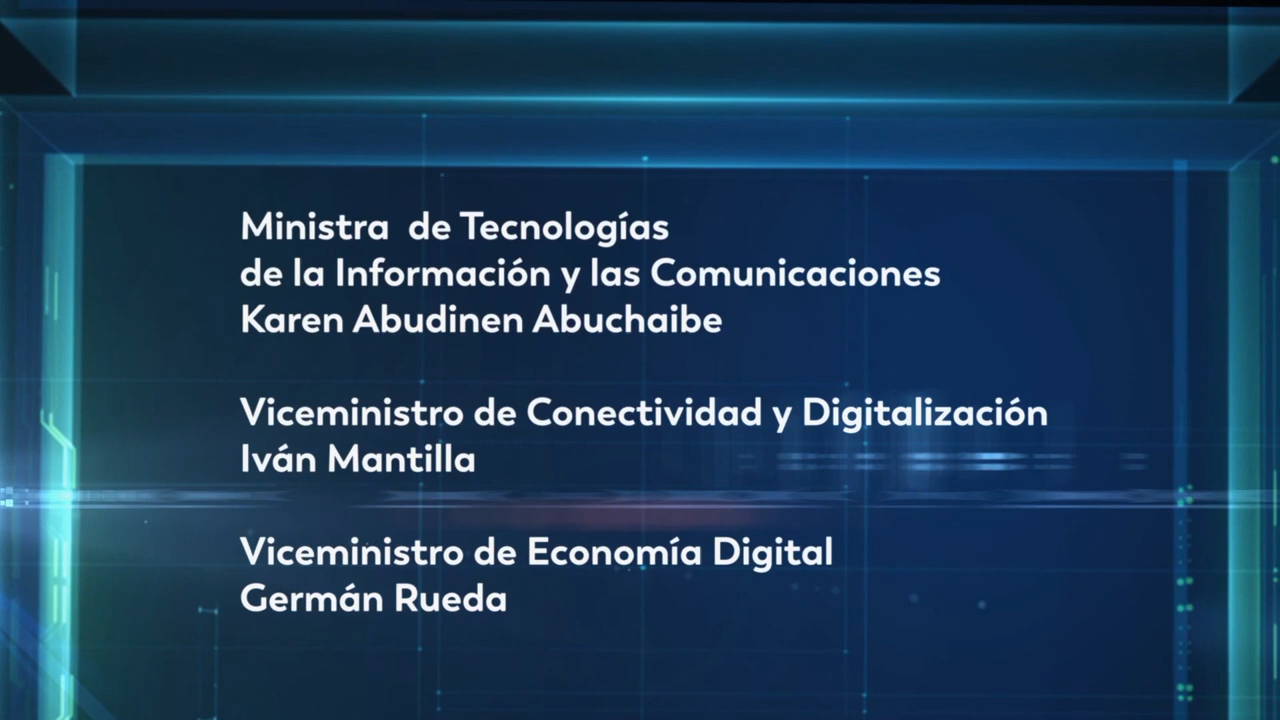 Ministra de Tecnologías
de la Información y las Comunicaciones
Karen Abudinen Abuchaibe
Viceministro de Conectividad y Digitalización
Iván Mantilla
Viceministro de Economía Digital
Germán Rueda